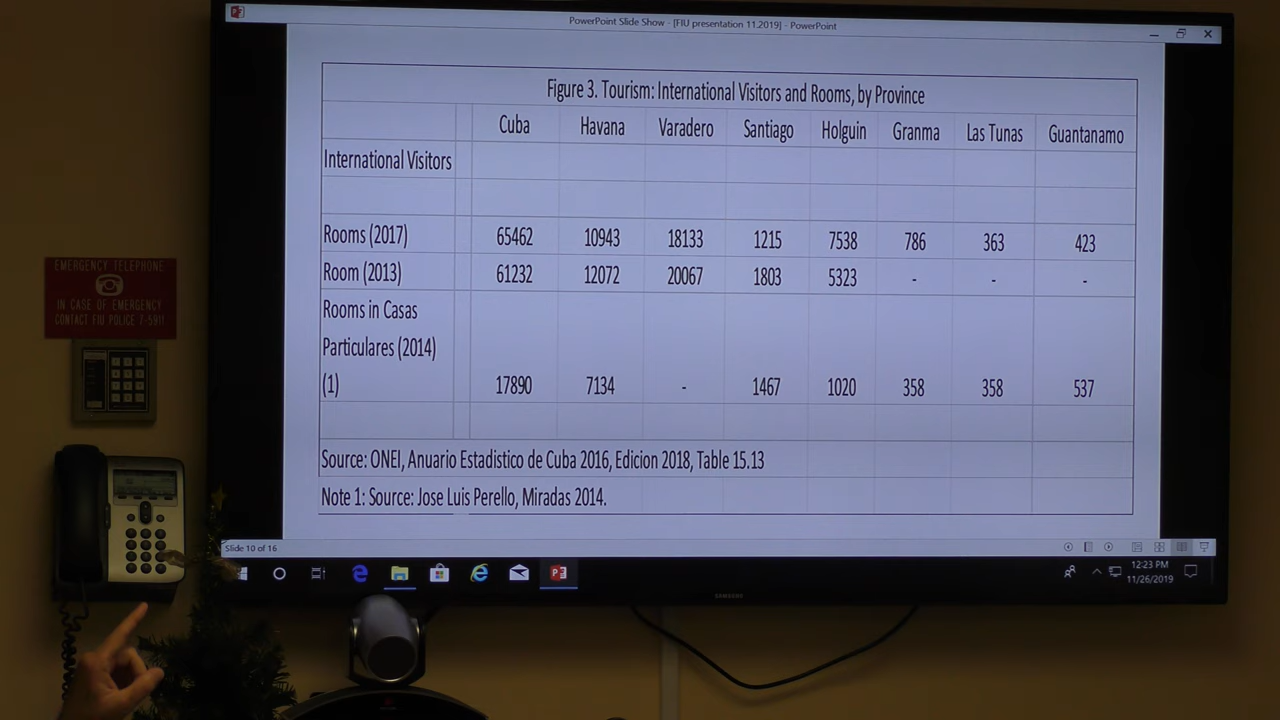 PowerPoint Slide Show - [FIU presentation 11.2019] - PowerPoint
Figure 3. Tourism: International Visitors and Rooms, by Province
Cuba Havana Varadero Santiago Holguin Granma Las Tunas Guantanamo
International Visitors
Rooms (2017) 65462 10943 18133 1215 7538 786 363 423
Room (2013) 61232 12072 20067 1803 5323 - - -
Rooms in Casas
Particulares (2014)
(1) 17890 7134 - 1467 1020 358 358 537
Source: ONEI, Anuario Estadistico de Cuba 2016, Edicion 2018, Table 15.13
Note 1: Source: Jose Luis Perello, Miradas 2014.
Slide 10 of 16
12:23 PM
11/26/2019
SAMSUNG
EMERGENCY TELEPHONE
IN CASE OF EMERGENCY
CONTACT FIU POLICE 7-5911